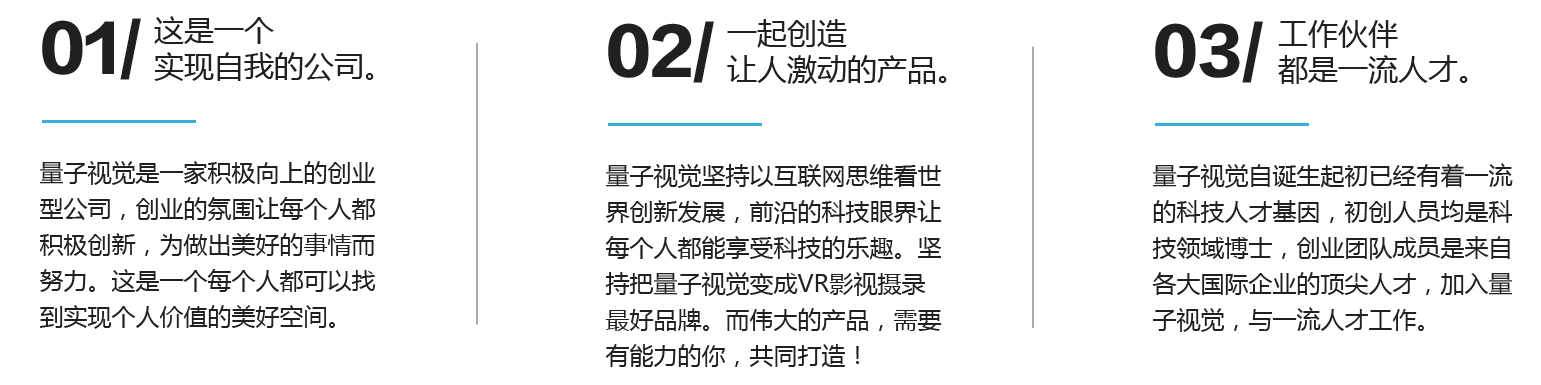 01/
这是一个
实现自我的公司。
量子视觉是一家积极向上的创业
型公司，创业的氛围让每个人都
积极创新，为做出美好的事情而
努力。这是一个每个人都可以找
到实现个人价值的美好空间。
02/
一起创造
让人激动的产品。
量子视觉坚持以互联网思维看世
界创新发展，前沿的科技眼界让
每个人都能享受科技的乐趣。坚
持把量子视觉变成VR影视摄录
最好品牌。而伟大的产品，需要
有能力的你，共同打造！
03/
工作伙伴
都是一流人才。
量子视觉自诞生起初已经有着一流
的科技人才基因，初创人员均是科
技领域博士，创业团队成员是来自
各大国际企业的顶尖人才，加入量
子视觉，与一流人才工作。